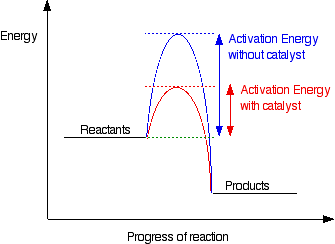 Energy
Activation Energy
without catalyst
Activation Energy
with catalyst
Reactants
Products
Progress of reaction